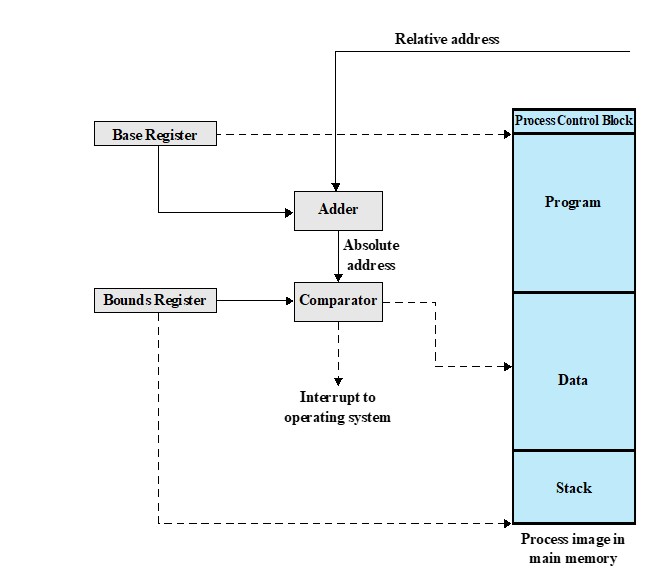 Relative address
Process Control Block
Base Register
Program
Adder
Absolute
address
Bounds Register
Comparator
Data
Interrupt to
operating system
Stack
Process image in
main memory